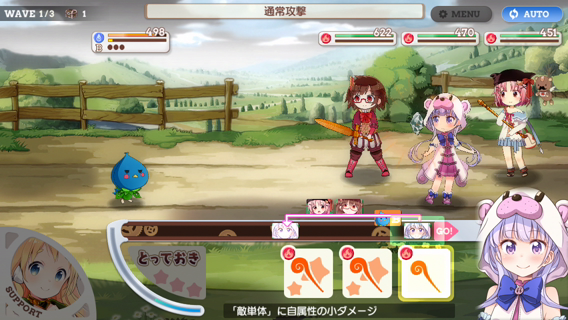 WAVE 1/3 1
通常攻撃
MENU
AUTO
498
622
470
451
GO!
とっておき
SUPPORT
「敵単体」に自属性の小ダメージ